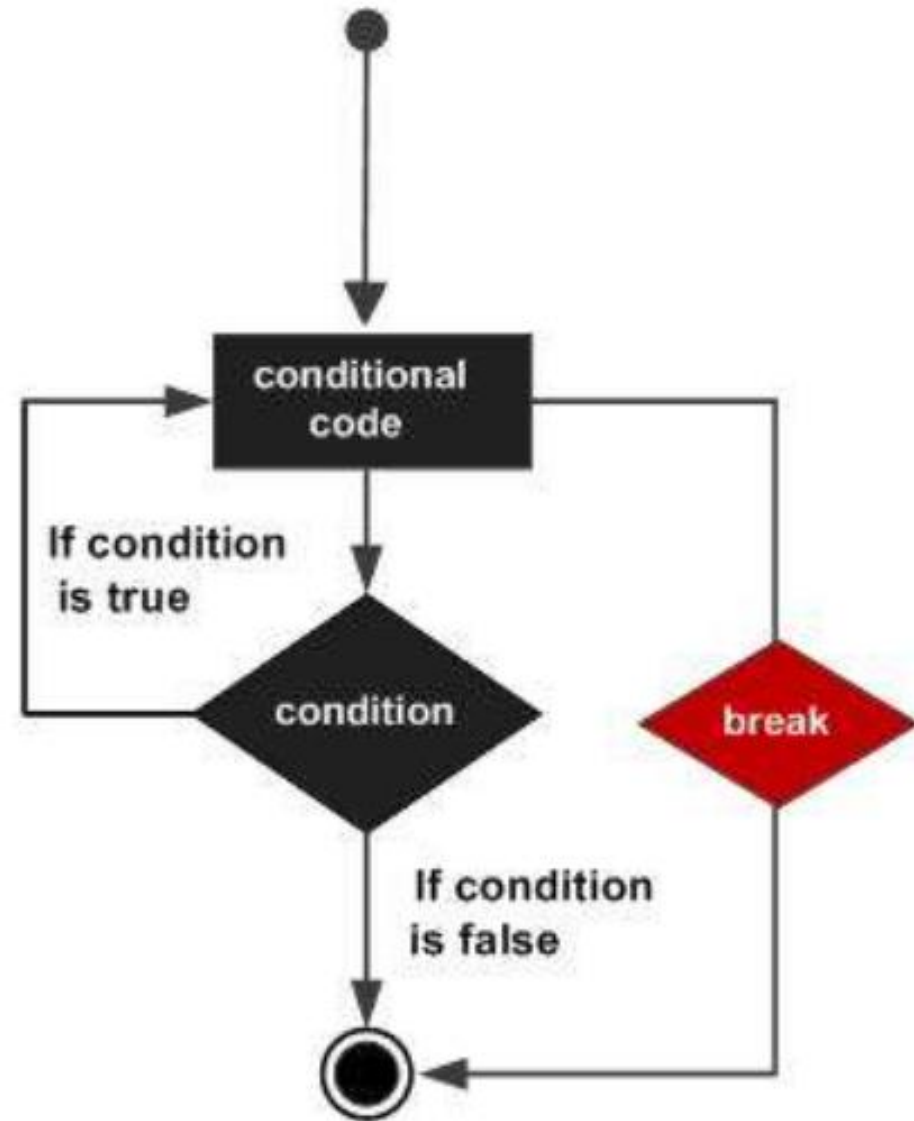 conditional
code
If condition
is true
condition
break
If condition
is false